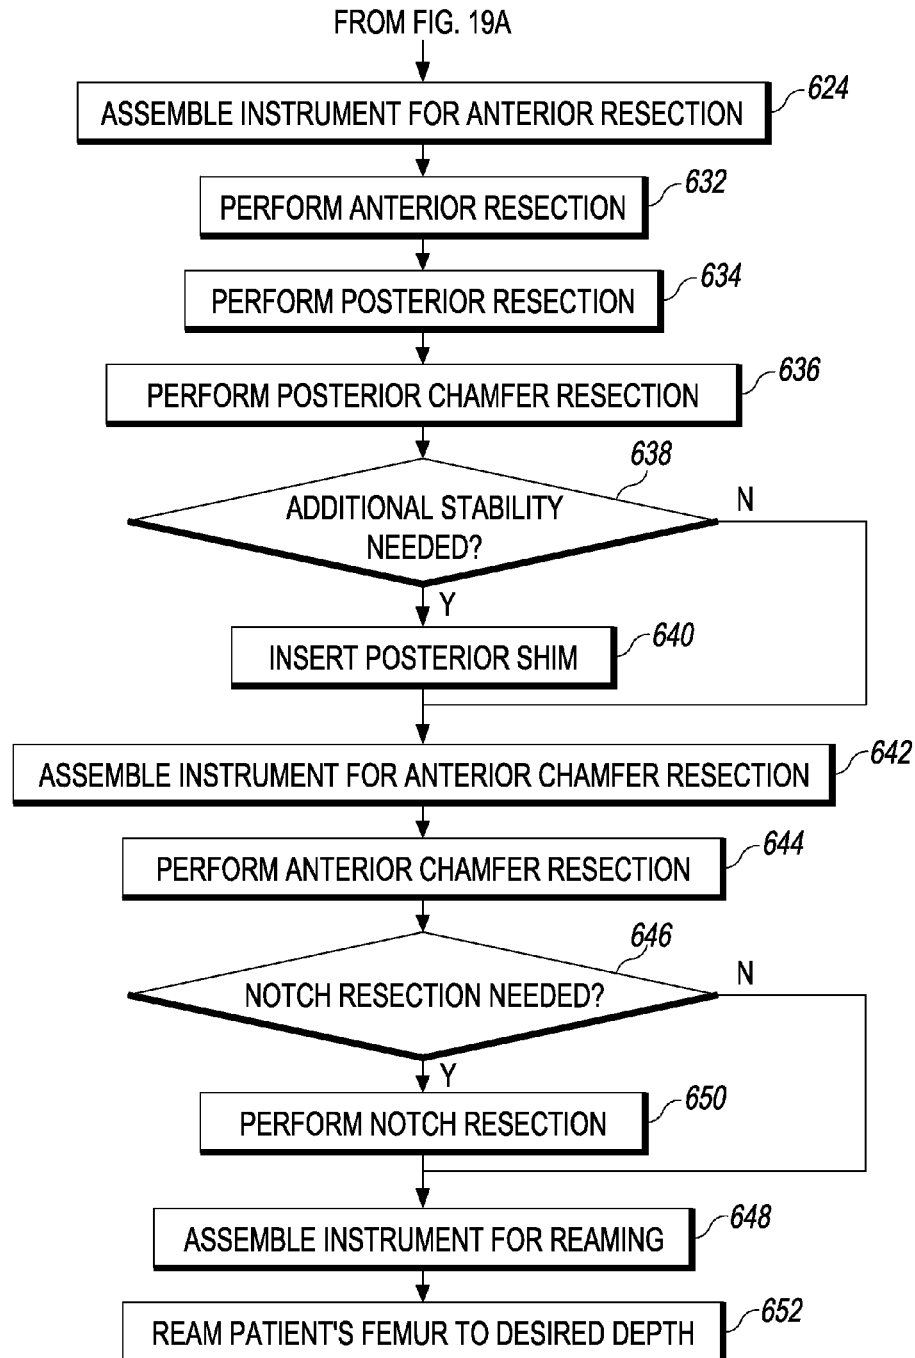 FROM FIG. 19A
ASSEMBLE INSTRUMENT FOR ANTERIOR RESECTION
624
PERFORM ANTERIOR RESECTION
632
PERFORM POSTERIOR RESECTION
634
PERFORM POSTERIOR CHAMFER RESECTION
636
638
ADDITIONAL STABILITY
NEEDED?
N
Y
INSERT POSTERIOR SHIM
640
ASSEMBLE INSTRUMENT FOR ANTERIOR CHAMFER RESECTION
642
PERFORM ANTERIOR CHAMFER RESECTION
644
646
NOTCH RESECTION NEEDED?
N
Y
PERFORM NOTCH RESECTION
650
ASSEMBLE INSTRUMENT FOR REAMING
648
REAM PATIENT'S FEMUR TO DESIRED DEPTH
652